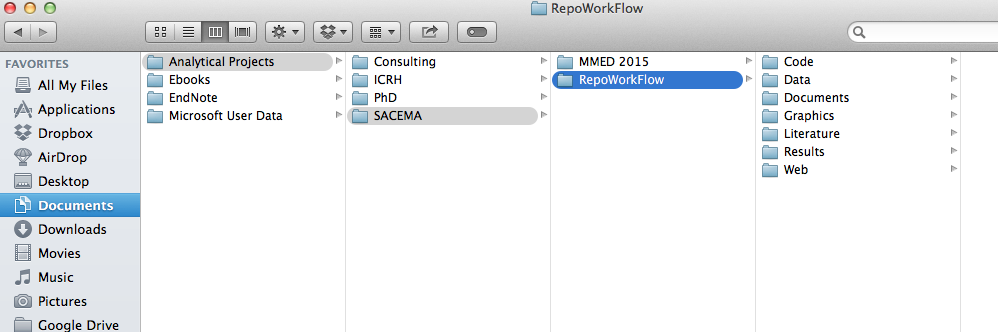 RepoWorkFlow
FAVORITES
All My Files
Applications
Dropbox
AirDrop
Desktop
Documents
Downloads
Movies
Music
Pictures
Google Drive
Analytical Projects
Ebooks
EndNote
Microsoft User Data
Consulting
ICRH
PhD
SACEMA
MMED 2015
RepoWorkFlow
Code
Data
Documents
Graphics
Literature
Results
Web